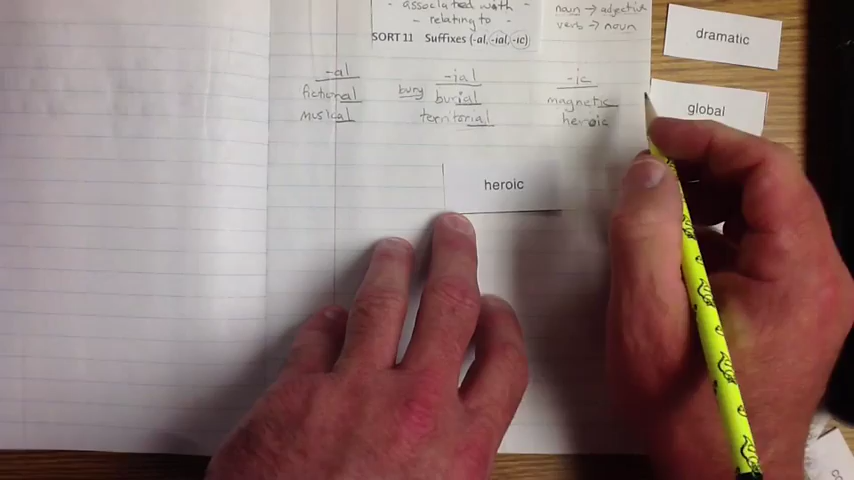 - associated with -
- relating to -
SORT 11 Suffixes (-al, -ial, -ic)
noun → adjective
verb → noun
dramatic
global
-al
fictional
musical
-ial
bury burial
territorial
-ic
magnetic
heroic
heroic